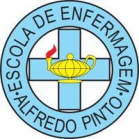 ESCOLA DE ENFERMAGEM
ALFREDO PINTO